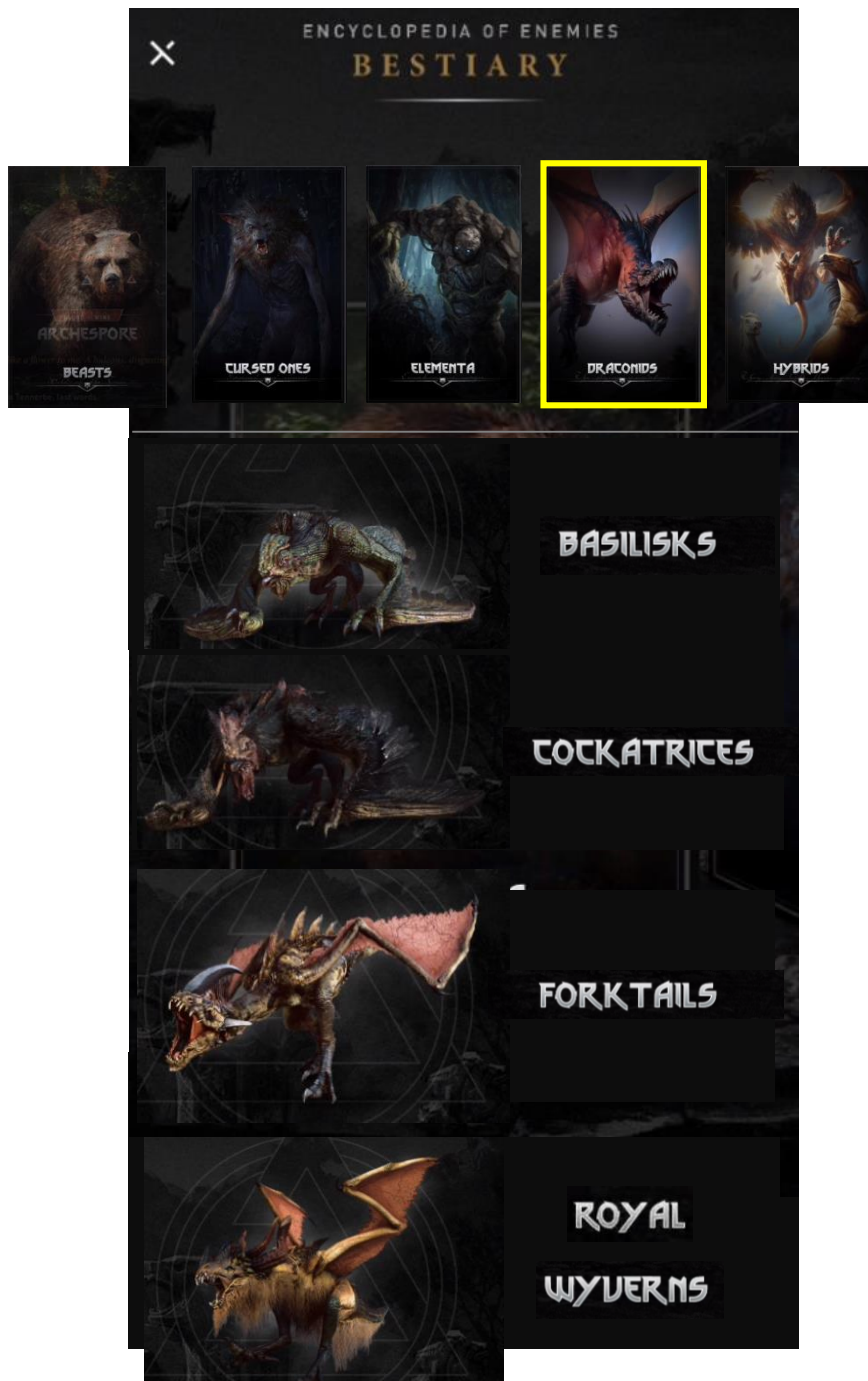 ENCYCLOPEDIA OF ENEMIES
BESTIARY
ARCHESPORE
BEASTS
CURSED ONES
ELEMENTA
DRACONIDS
HYBRIDS
BASILISKS
COCKATRICES
FORKTAILS
ROYAL
WYVERNS